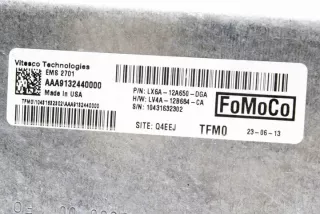 Vitesco Technologies
EMS 2701
AAA9132440000
Made in USA
TFM010431632302AAA9132440000
P/N: LX6A-12A650-DGA
H/W: LV4A-12B684-CA
S/N: 10431632302
SITE: Q4EEJ
FoMoCo
TFM0
23-06-13